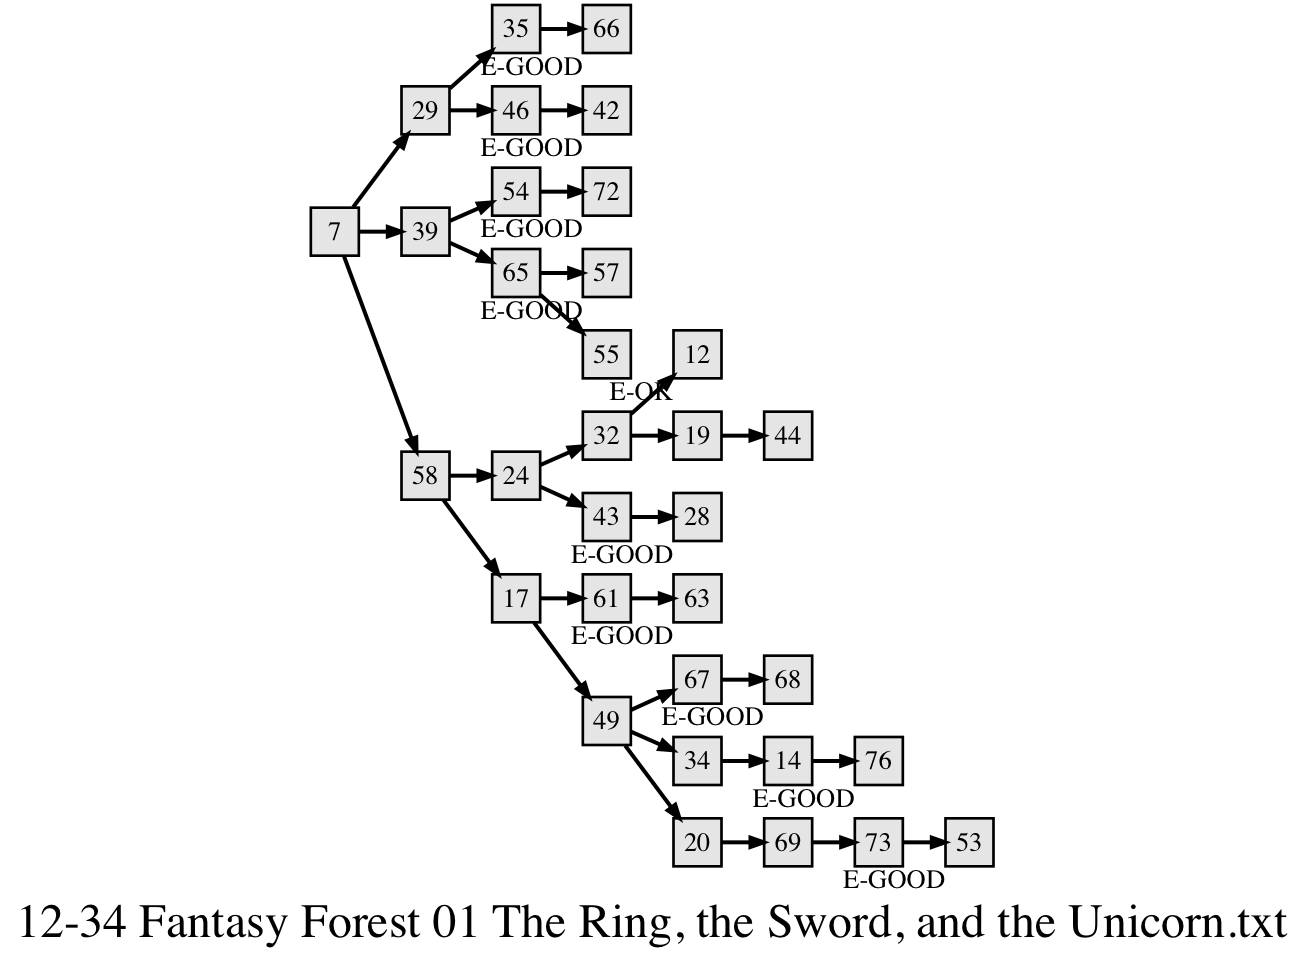 35 66
E-GOOD
29 46 42
E-GOOD
54 72
E-GOOD
7 39
65 57
E-GOOD
55 12
E-OK
32 19 44
58 24
43 28
E-GOOD
17 61 63
E-GOOD
67 68
E-GOOD
49
34 14 76
E-GOOD
20 69 73 53
E-GOOD
12-34 Fantasy Forest 01 The Ring, the Sword, and the Unicorn.txt